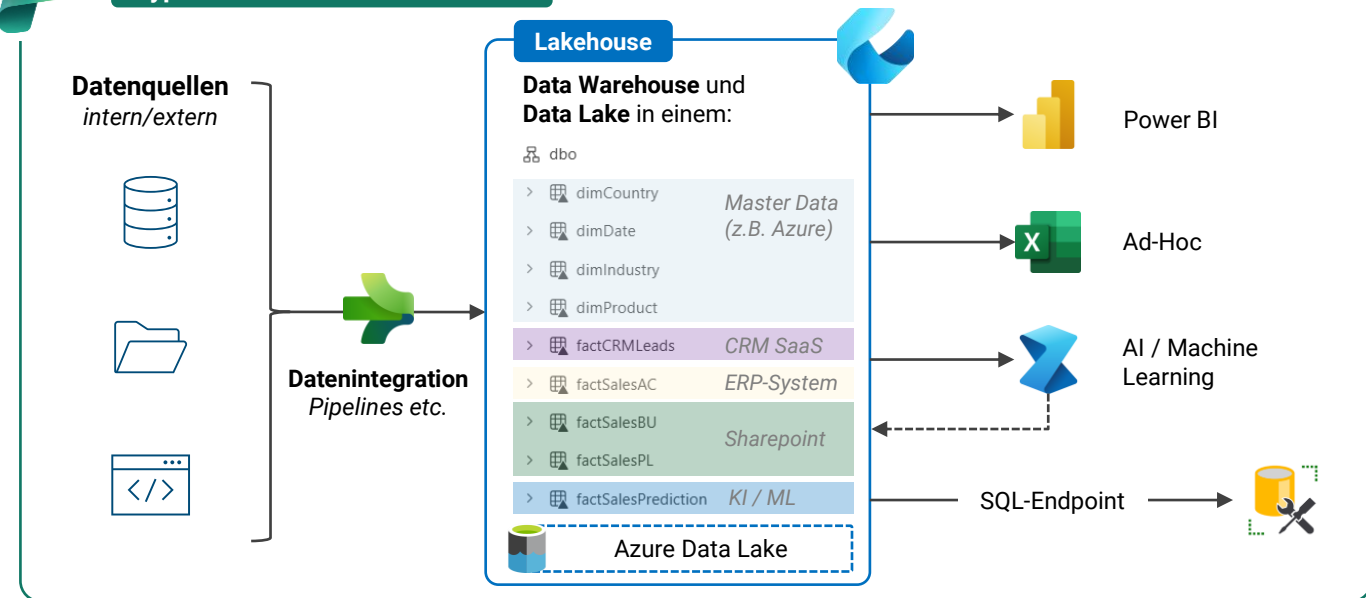 Datenquellen
intern/extern
</>
Datenintegration
Pipelines etc.
Lakehouse
Data Warehouse und
Data Lake in einem:
dbo
dimCountry
Master Data
(z.B. Azure)
dimDate
dimIndustry
dimProduct
factCRMLeads CRM SaaS
factSalesAC ERP-System
factSalesBU
Sharepoint
factSalesPL
factSalesPrediction KI / ML
Azure Data Lake
Power BI
X
Ad-Hoc
AI / Machine
Learning
SQL-Endpoint